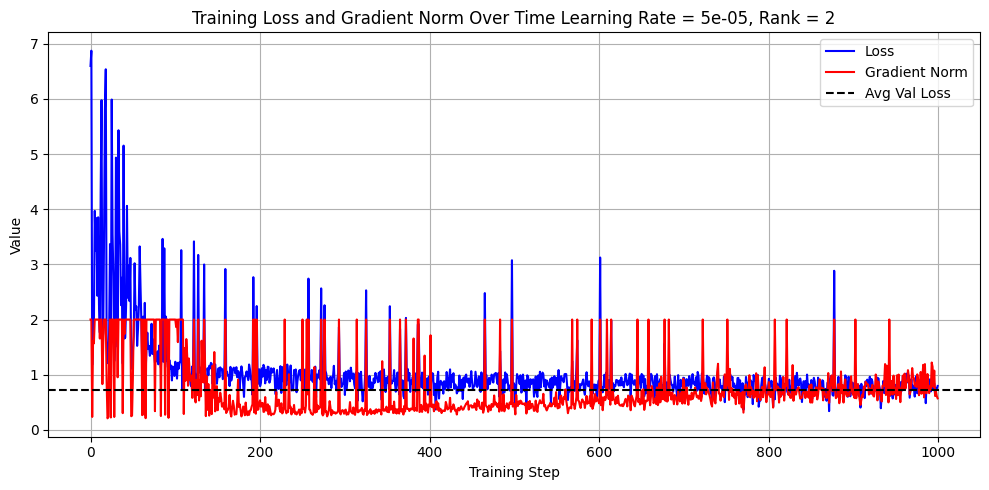 Training Loss and Gradient Norm Over Time Learning Rate = 5e-05, Rank = 2
Loss
Gradient Norm
Avg Val Loss
Value
7
6
5
4
3
2
1
0
0 200 400 600 800 1000
Training Step